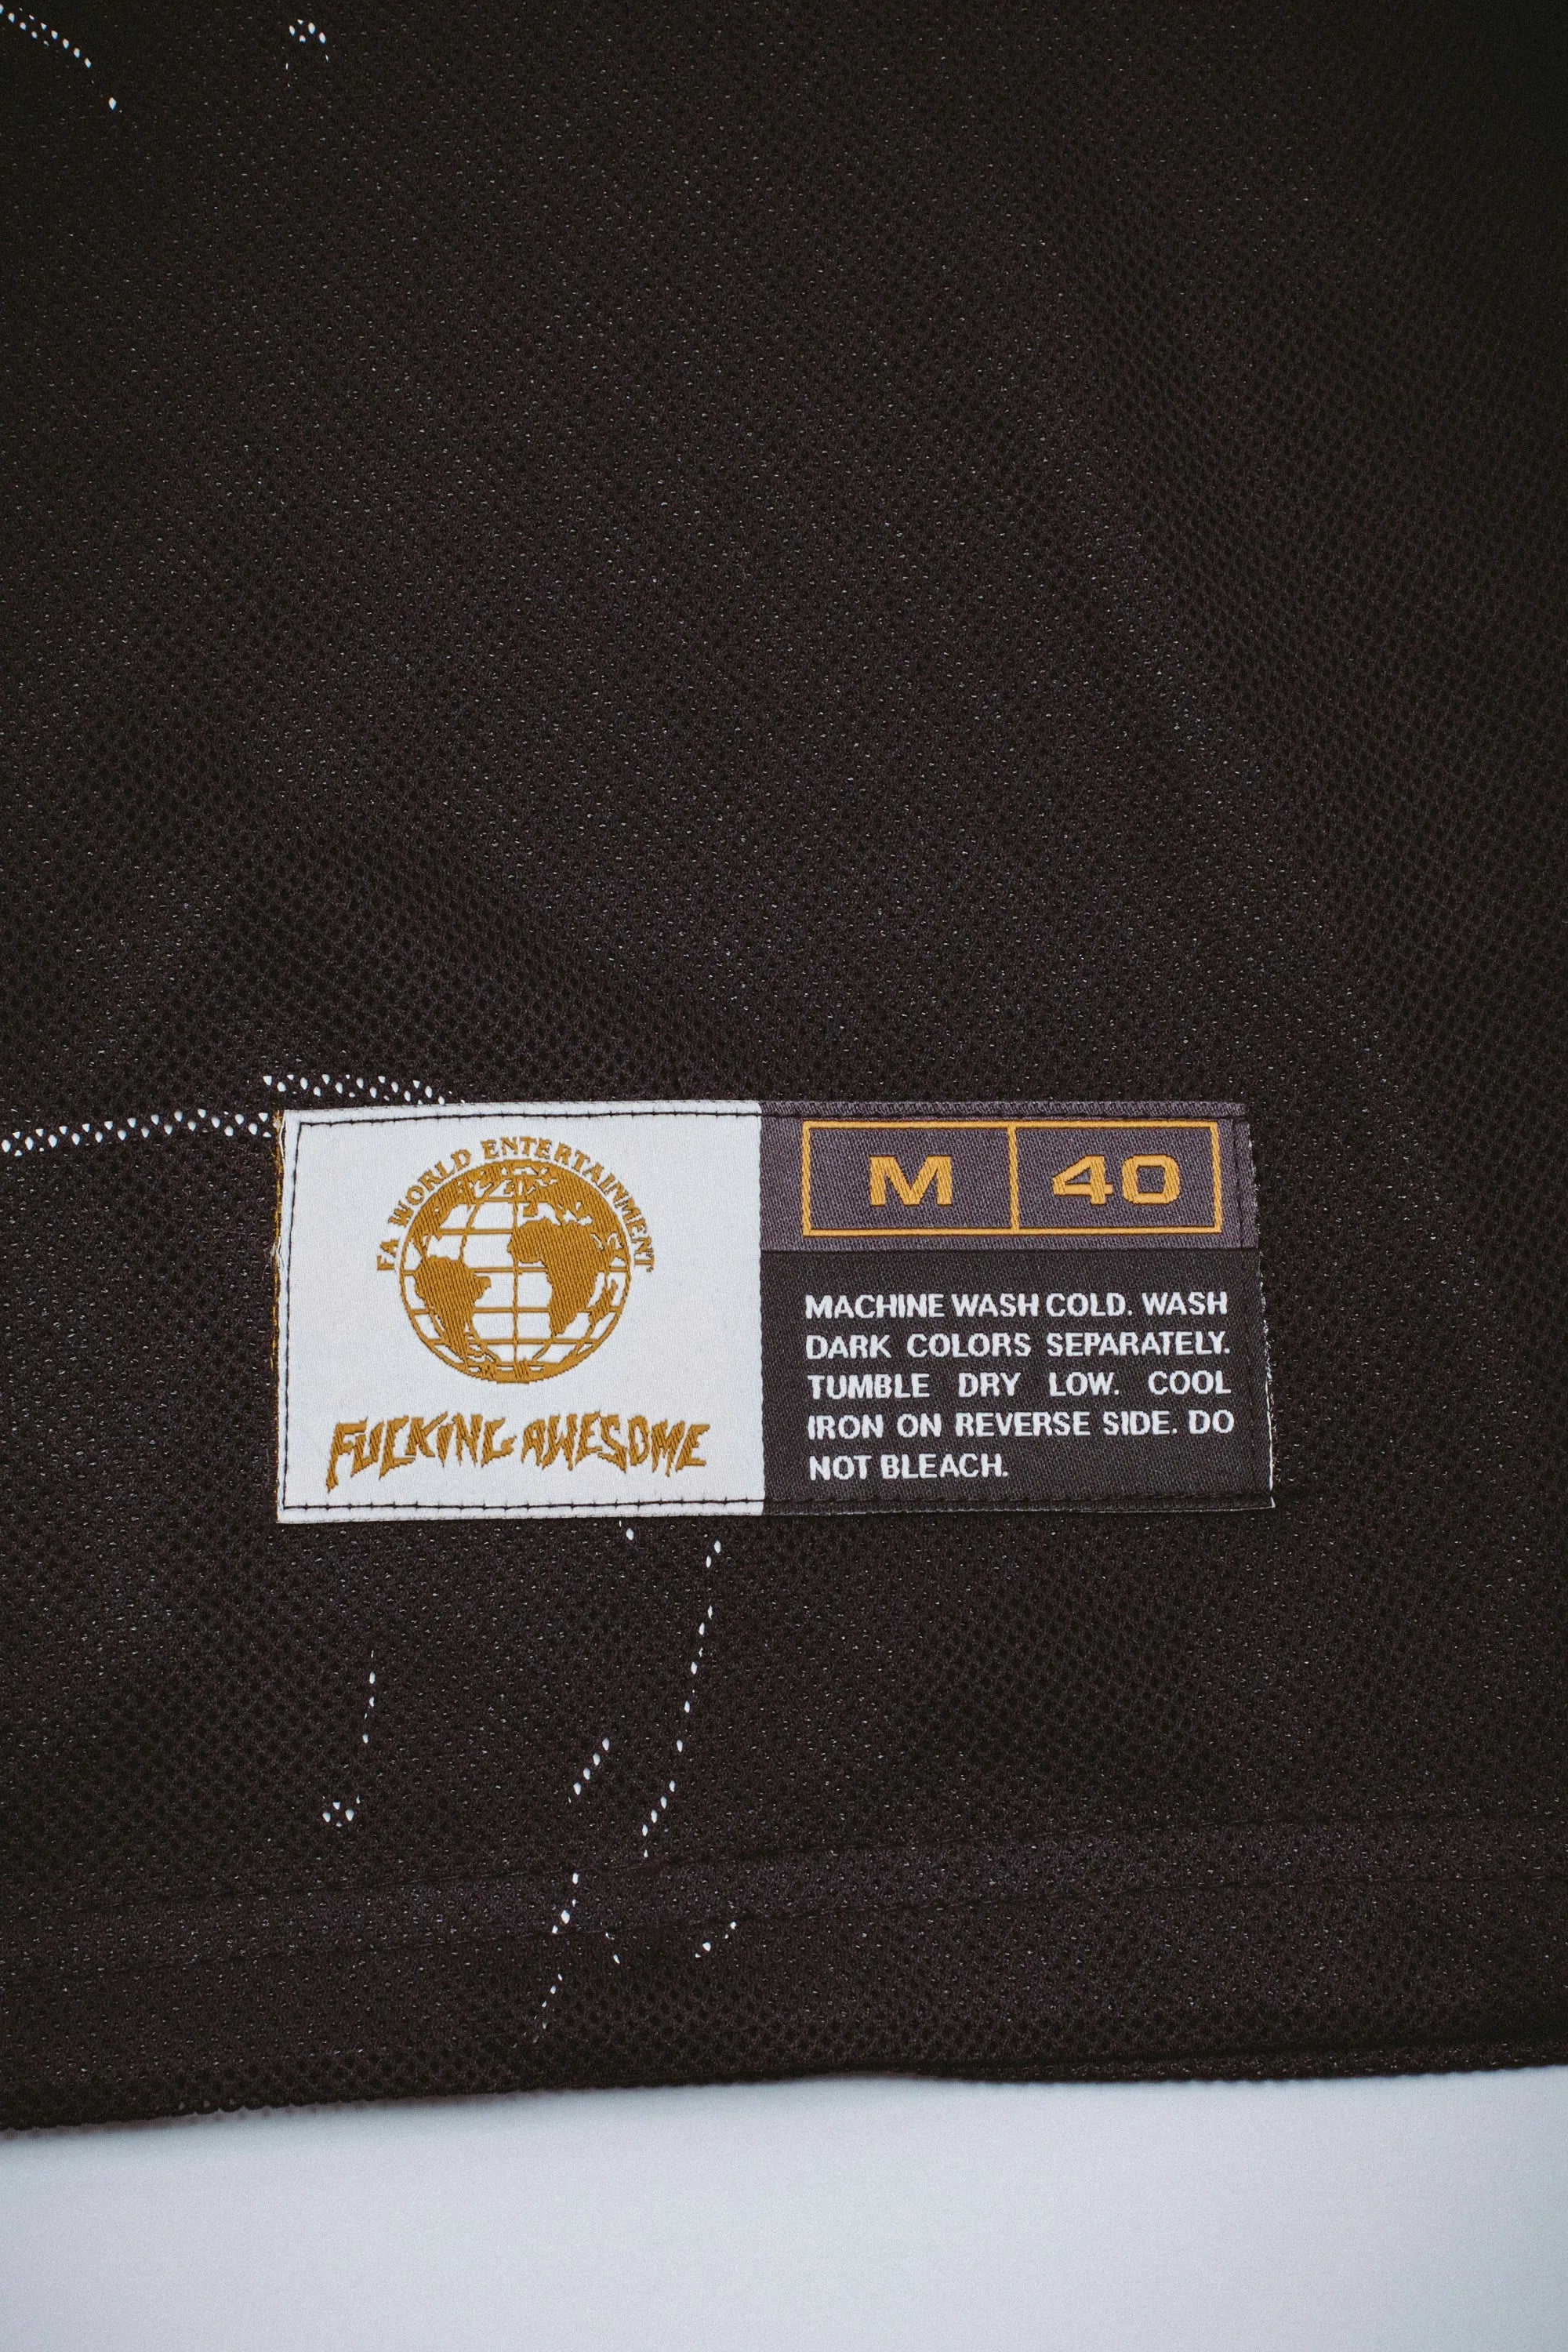 FA WORLD ENTERTAINMENT
FUCKING AWESOME
M 40
MACHINE WASH COLD. WASH
DARK COLORS SEPARATELY.
TUMBLE DRY LOW. COOL
IRON ON REVERSE SIDE. DO
NOT BLEACH.